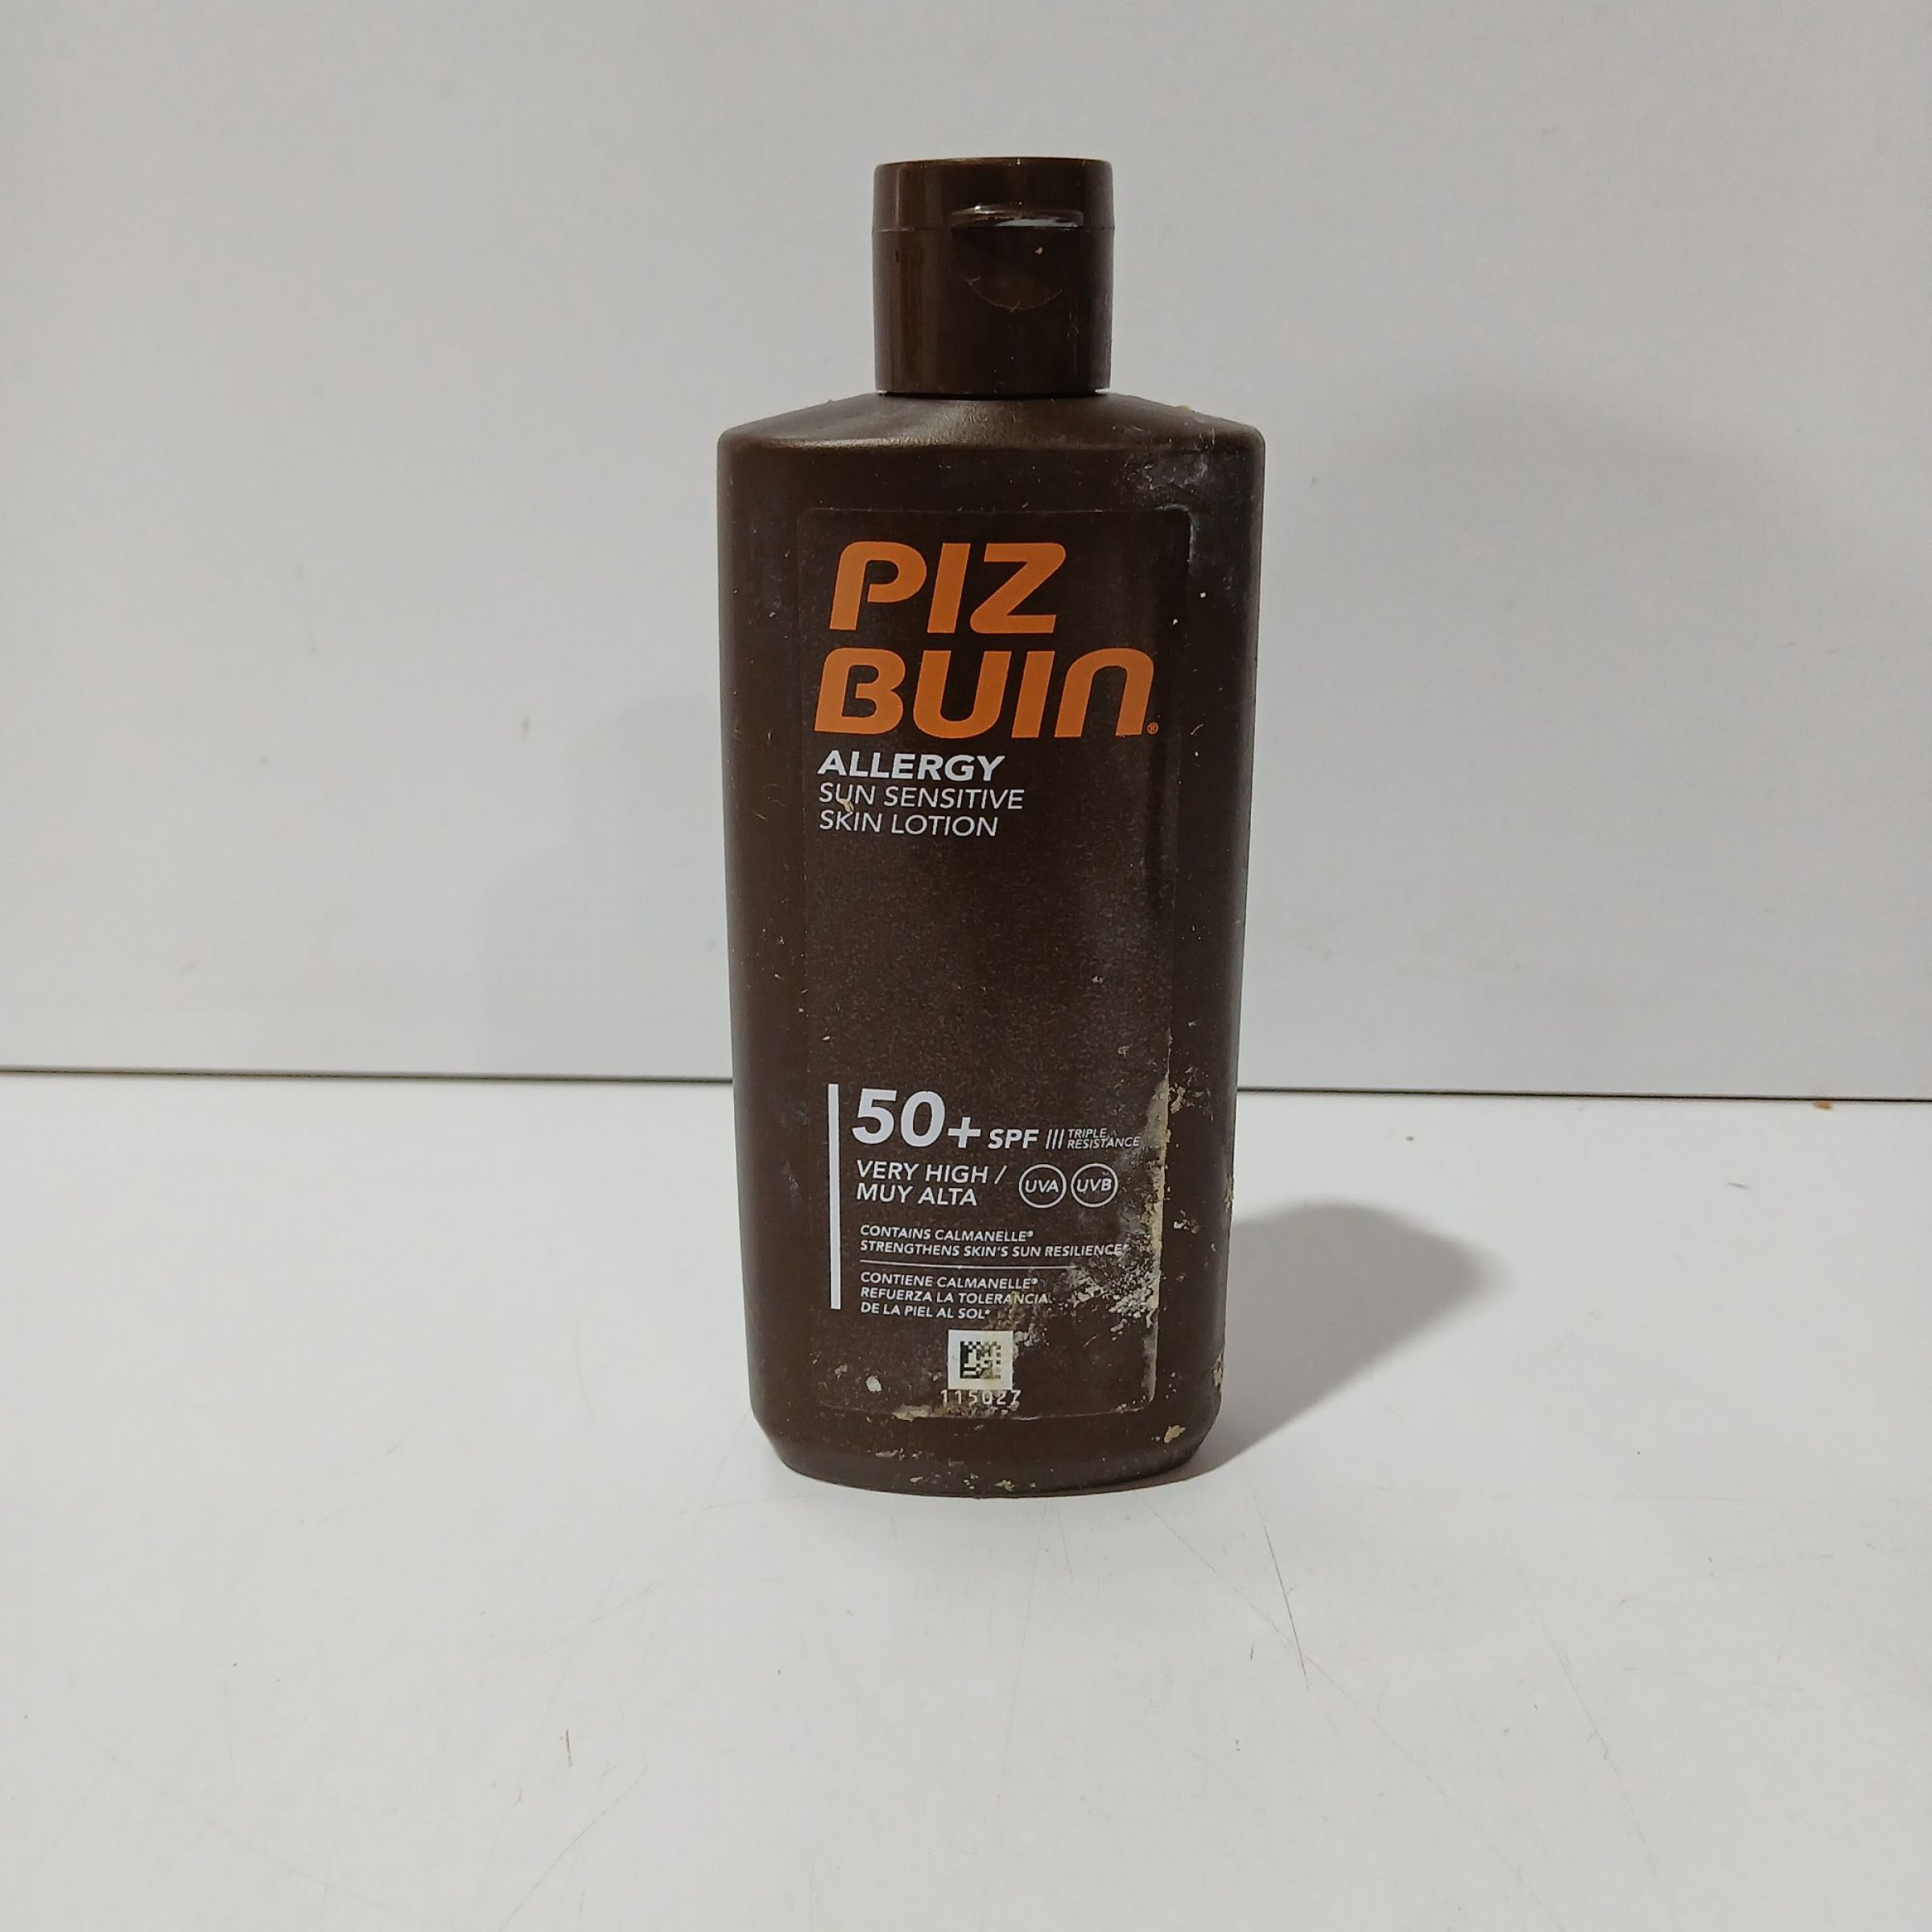 PIZ
BUIN®
ALLERGY
SUN SENSITIVE
SKIN LOTION
50+ SPF /// TRIPLE RESISTANCE
VERY HIGH / UVA UVB
MUY ALTA
CONTAINS CALMANELLE®
STRENGTHENS SKIN'S SUN RESILIENCE*
CONTIENE CALMANELLE®
REFUERZA LA TOLERANCIA
DE LA PIEL AL SOL*
115027